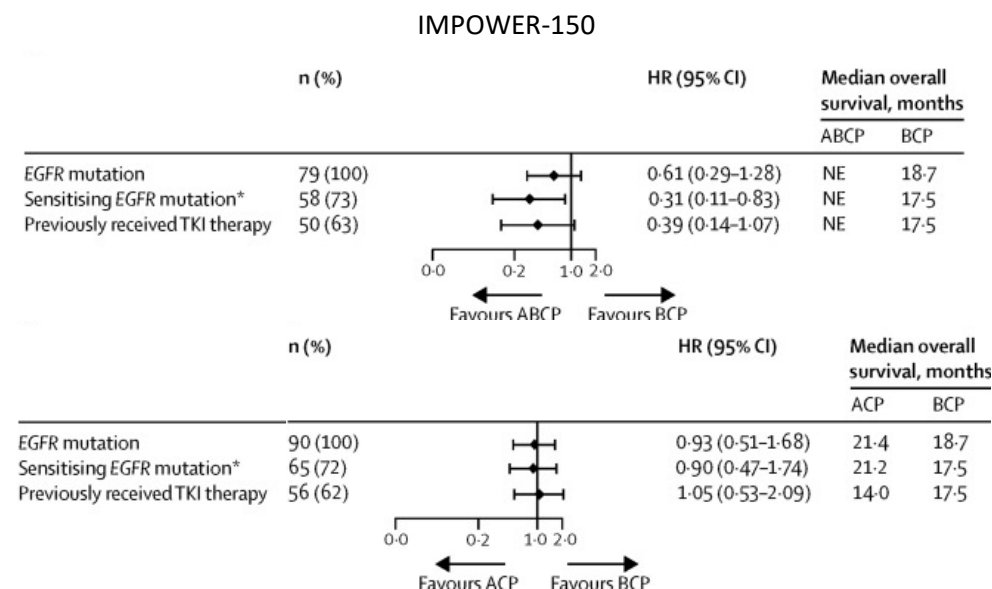 IMPOWER-150
n (%) HR (95% CI) Median overall
survival, months
ABCP BCP
EGFR mutation 79 (100) 0·61 (0·29–1·28) NE 18·7
Sensitising EGFR mutation* 58 (73) 0·31 (0·11–0·83) NE 17·5
Previously received TKI therapy 50 (63) 0·39 (0·14–1·07) NE 17·5
0·0 0·2 1·0 2·0
Favours ABCP Favours BCP
n (%) HR (95% CI) Median overall
survival, months
ACP BCP
EGFR mutation 90 (100) 0·93 (0·51–1·68) 21·4 18·7
Sensitising EGFR mutation* 65 (72) 0·90 (0·47–1·74) 21·2 17·5
Previously received TKI therapy 56 (62) 1·05 (0·53–2·09) 14·0 17·5
0·0 0·2 1·0 2·0
Favours ACP Favours BCP